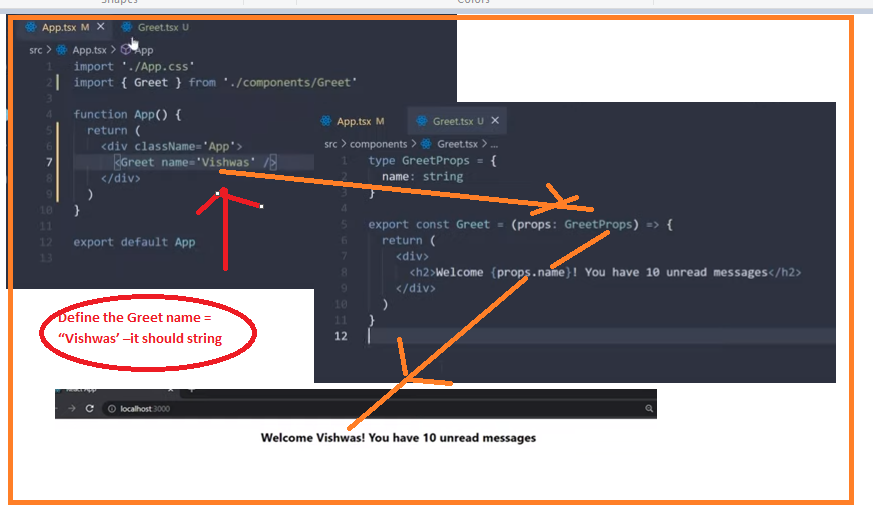 Shapes
Colors
App.tsx M
Greet.tsx U
src > App.tsx > App
1 import './App.css'
2 import { Greet } from './components/Greet'
3
4 function App() {
5 return (
6 <div className='App'>
7 <Greet name='Vishwas' />
8 </div>
9 )
10 }
11
12 export default App
13
App.tsx M
Greet.tsx U
src > components > Greet.tsx > ...
1 type GreetProps = {
2 name: string
3 }
4
5 export const Greet = (props: GreetProps) => {
6 return (
7 <div>
8 <h2>Welcome {props.name}! You have 10 unread messages</h2>
9 </div>
10 )
11 }
12
Define the Greet name =
“Vishwas’ –it should string
React App
localhost:3000
Welcome Vishwas! You have 10 unread messages